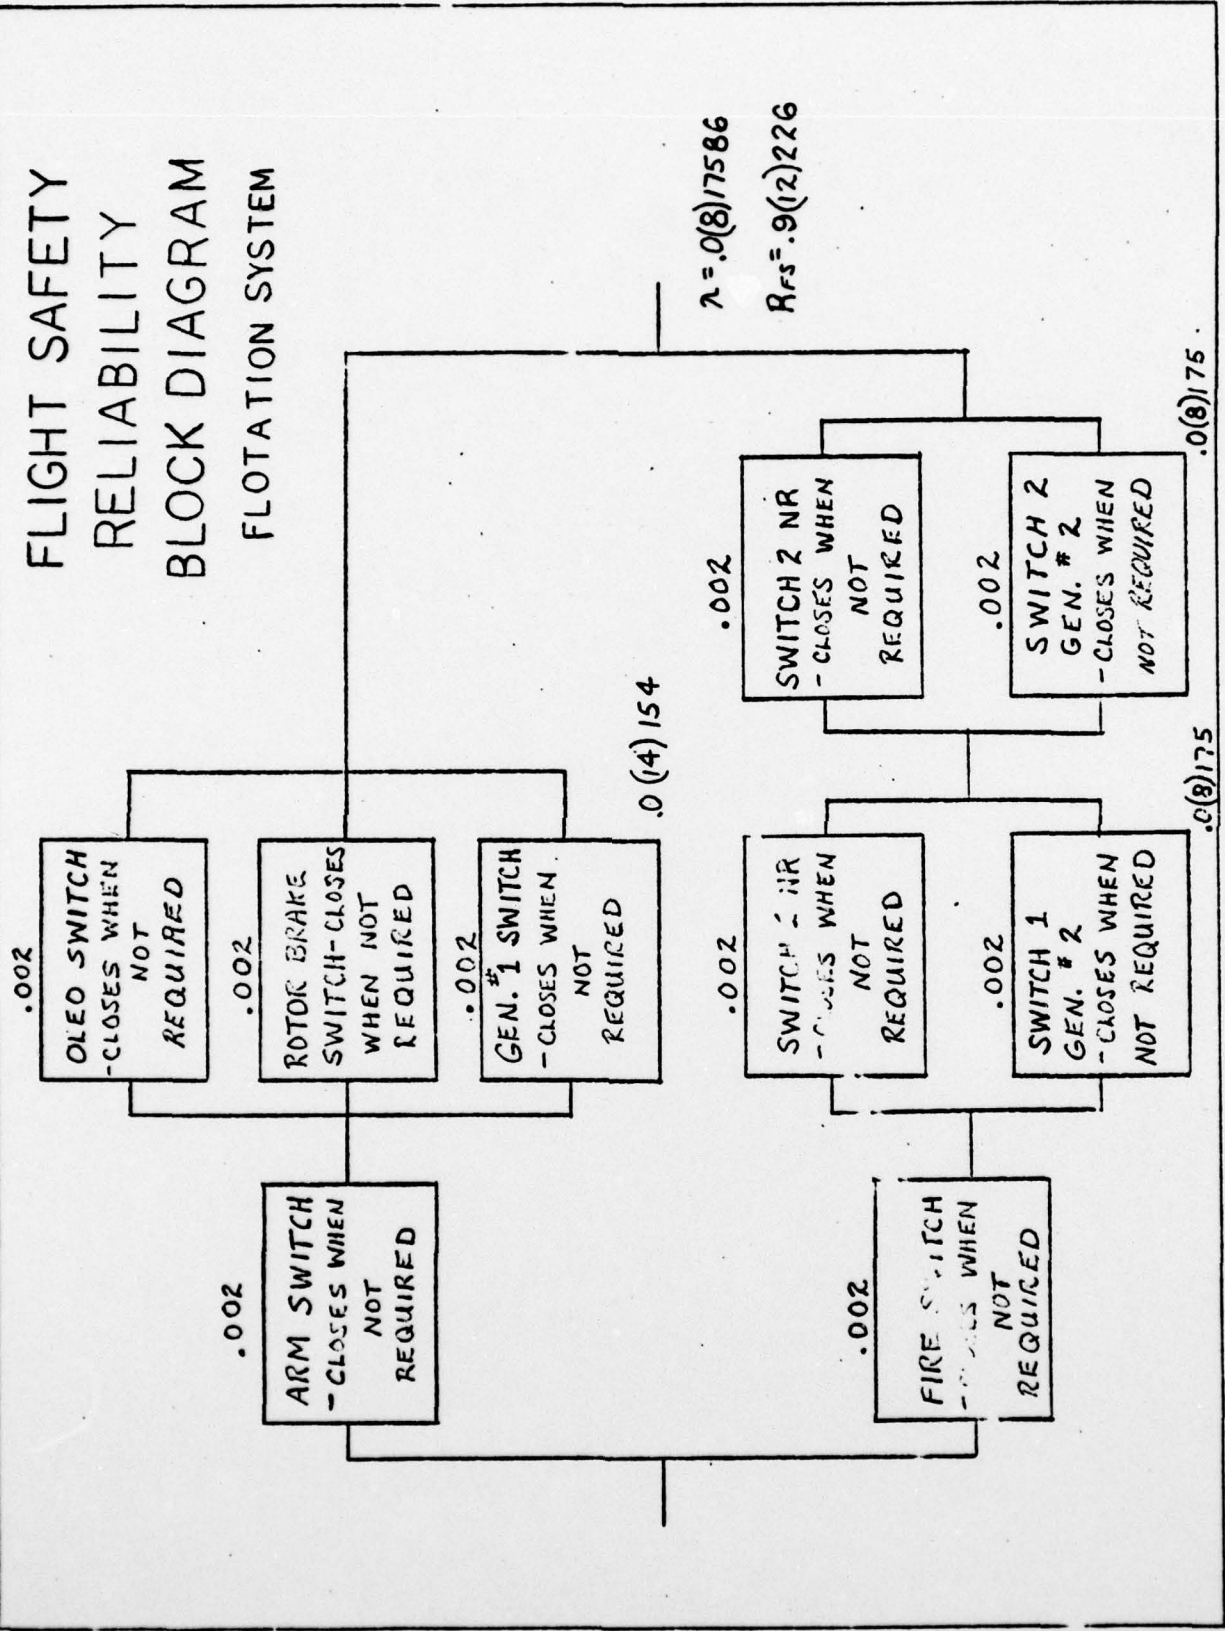 FLIGHT SAFETY
RELIABILITY
BLOCK DIAGRAM
FLOTATION SYSTEM
.002
ARM SWITCH
-CLOSES WHEN
NOT
REQUIRED
.002
OLEO SWITCH
-CLOSES WHEN
NOT
REQUIRED
.002
ROTOR BRAKE
SWITCH-CLOSES
WHEN NOT
REQUIRED
.002
GEN. #1 SWITCH
-CLOSES WHEN
NOT
REQUIRED
.0(14)154
λ=.0(8)17586
RFS=.9(12)226
.002
FIRE SWITCH
WHEN
NOT
REQUIRED
.002
SWITCH NR
WHEN
NOT
REQUIRED
.002
SWITCH 1
GEN. #2
-CLOSES WHEN
NOT REQUIRED
.0(8)175
.002
SWITCH 2 NR
-CLOSES WHEN
NOT
REQUIRED
.002
SWITCH 2
GEN. #2
-CLOSES WHEN
NOT REQUIRED
.0(8)175.